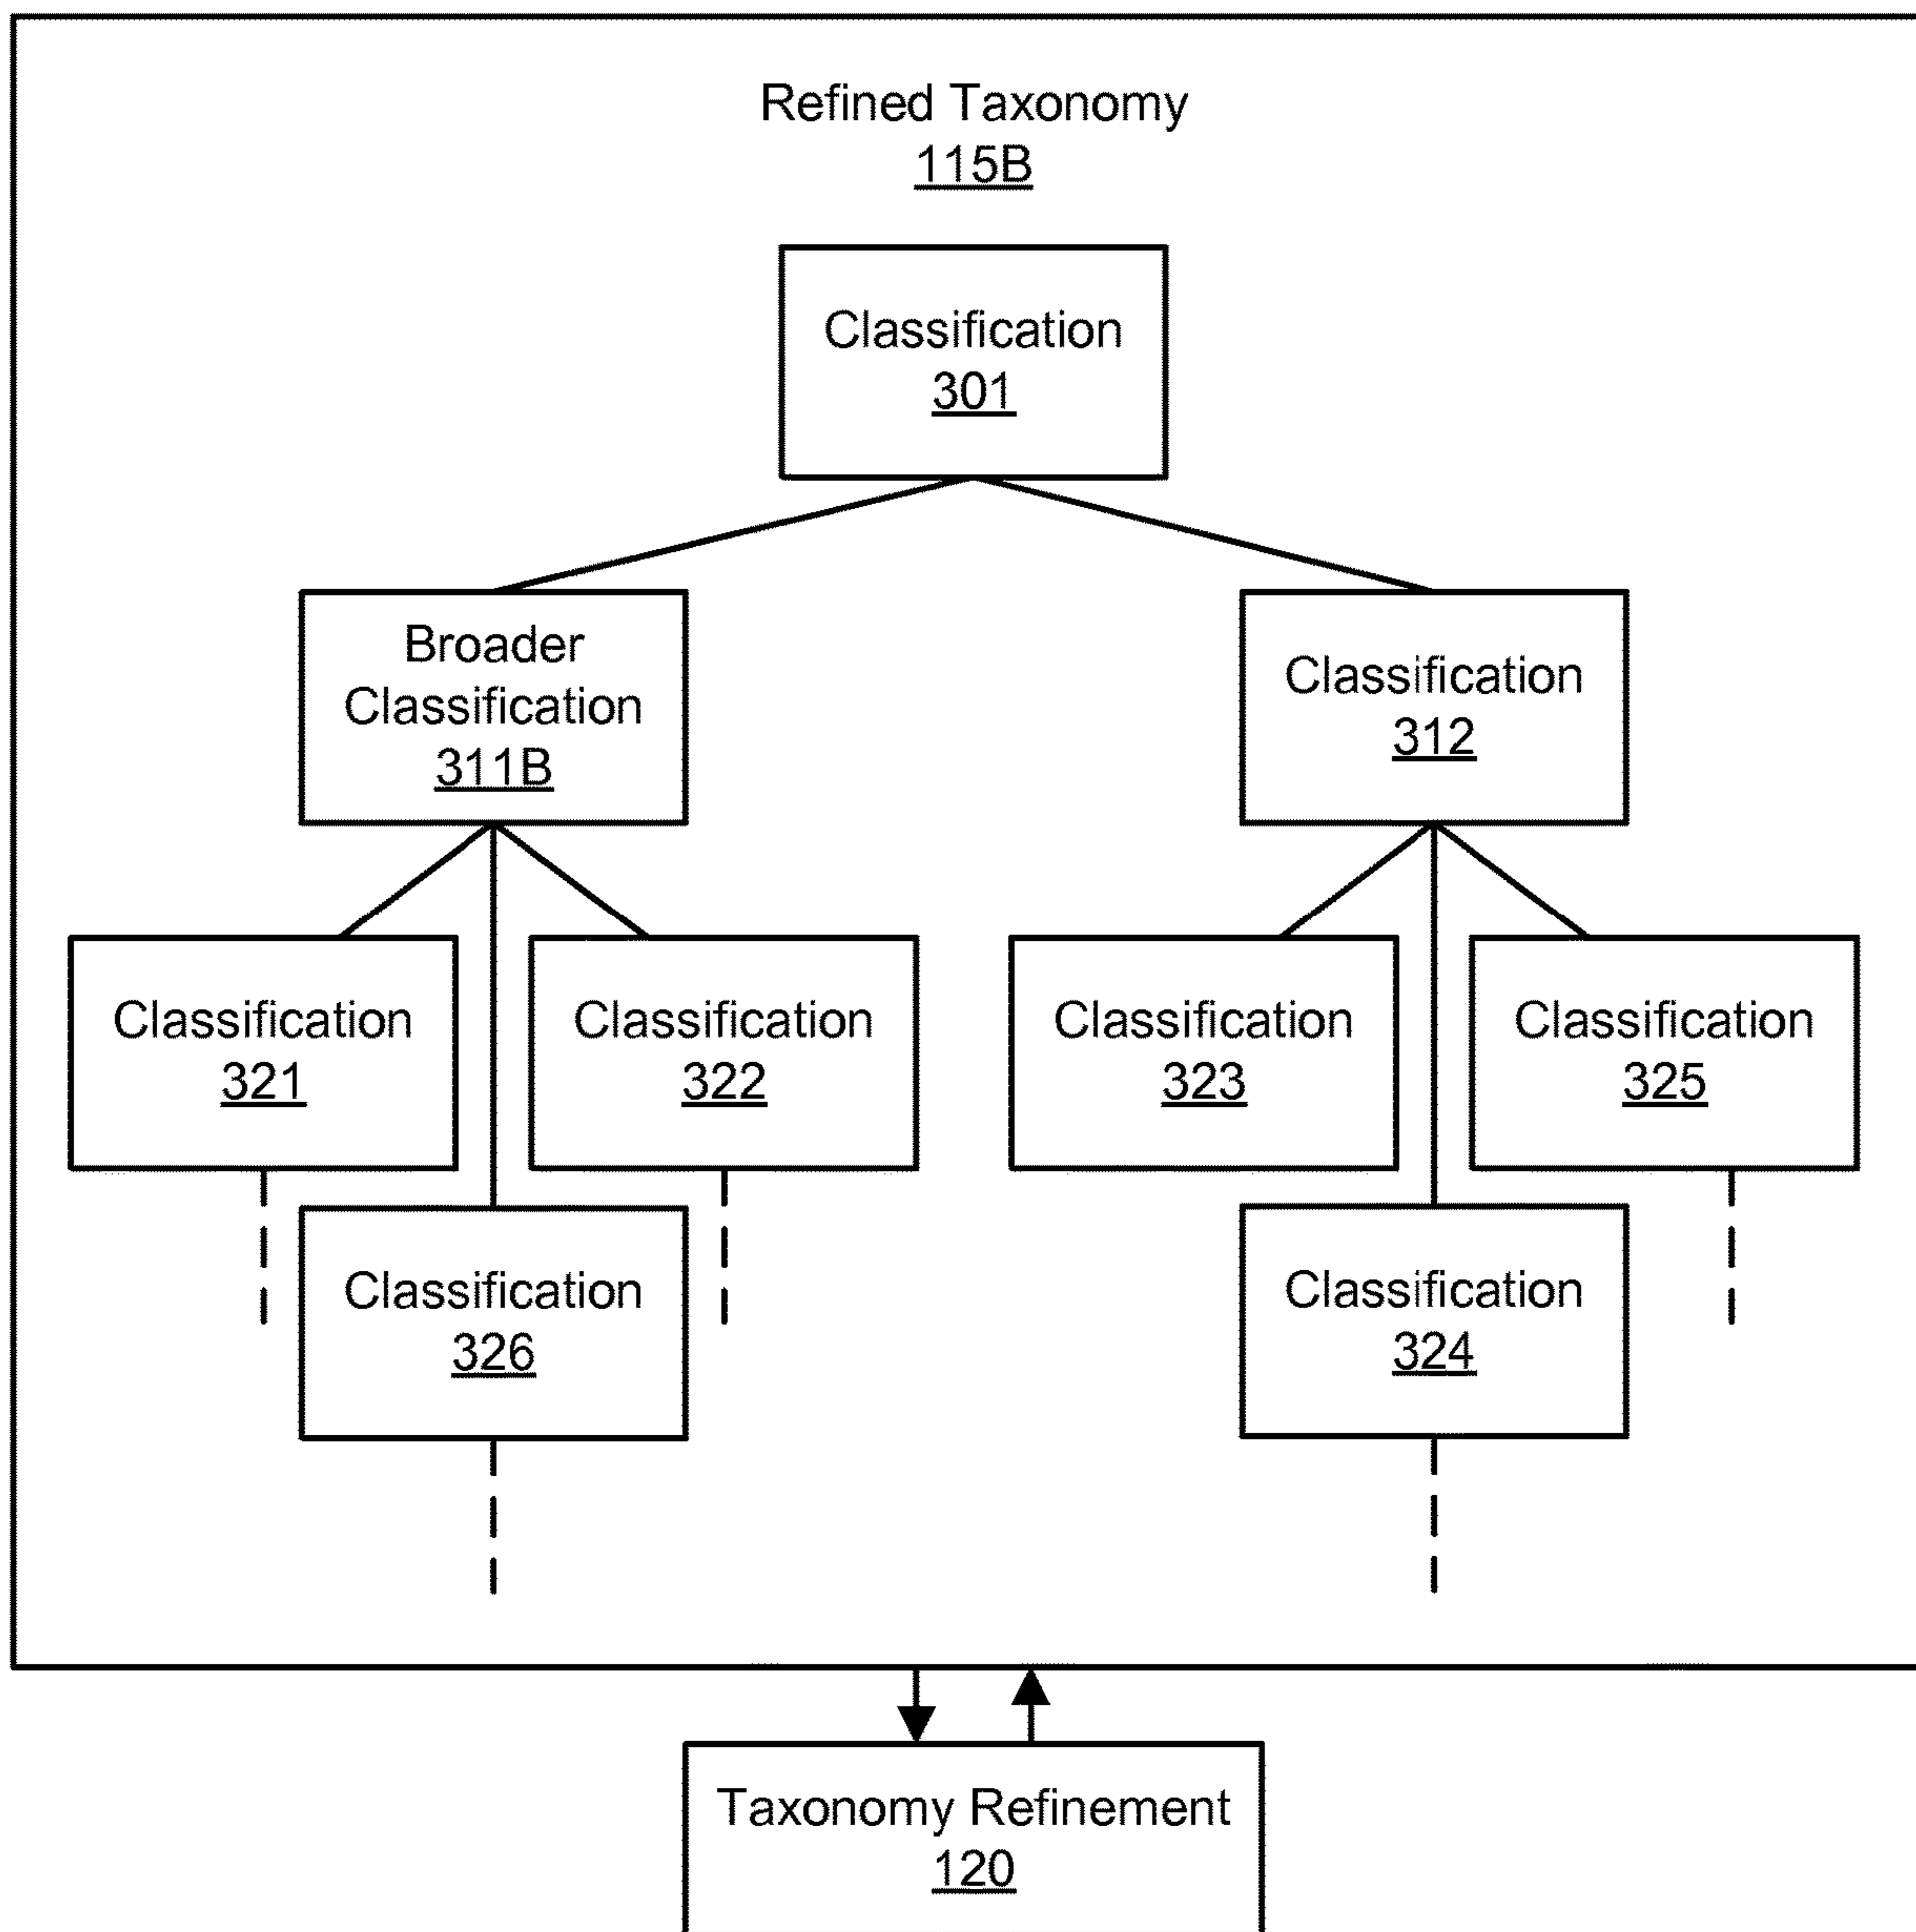 Refined Taxonomy
115B
Classification
301
Broader
Classification
311B
Classification
312
Classification
321
Classification
322
Classification
323
Classification
325
Classification
326
Classification
324
Taxonomy Refinement
120